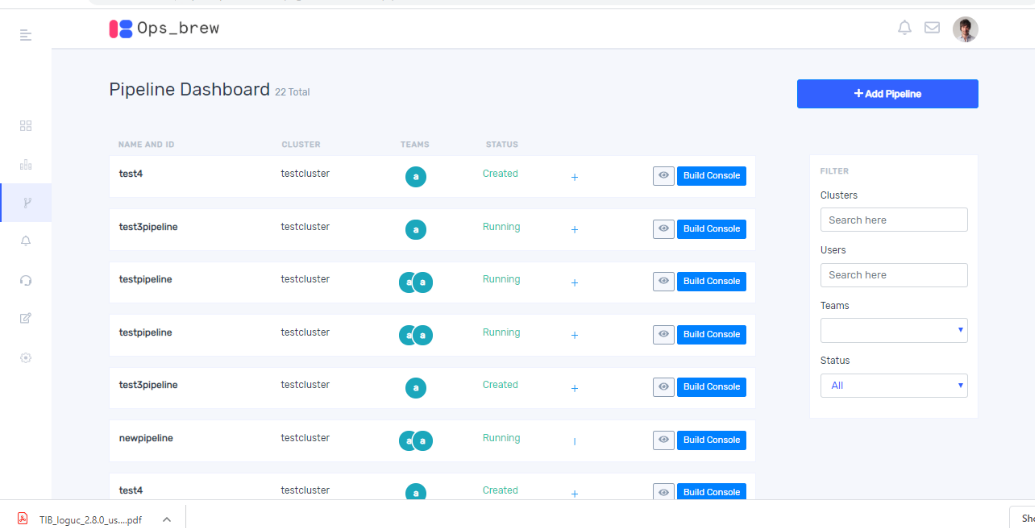 Ops_brew
Pipeline Dashboard 22 Total
+ Add Pipeline
NAME AND ID CLUSTER TEAMS STATUS
test4 testcluster a Created + Build Console
test3pipeline testcluster a Running + Build Console
testpipeline testcluster a a Running + Build Console
testpipeline testcluster a a Running + Build Console
test3pipeline testcluster a Created + Build Console
newpipeline testcluster a a Running Build Console
test4 testcluster a Created + Build Console
FILTER
Clusters
Search here
Users
Search here
Teams
Status
All
TIB_loguc_2.8.0_us....pdf